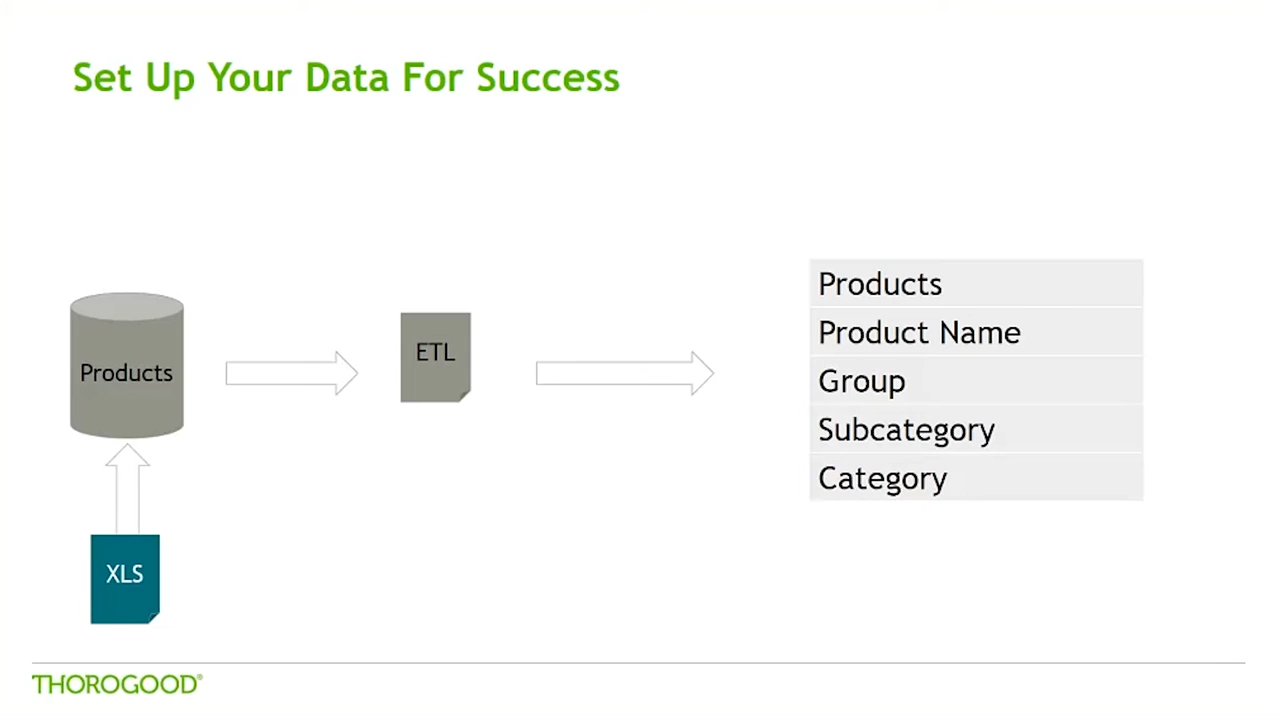 Set Up Your Data For Success
Products
ETL
XLS
Products
Product Name
Group
Subcategory
Category
THOROGOOD®